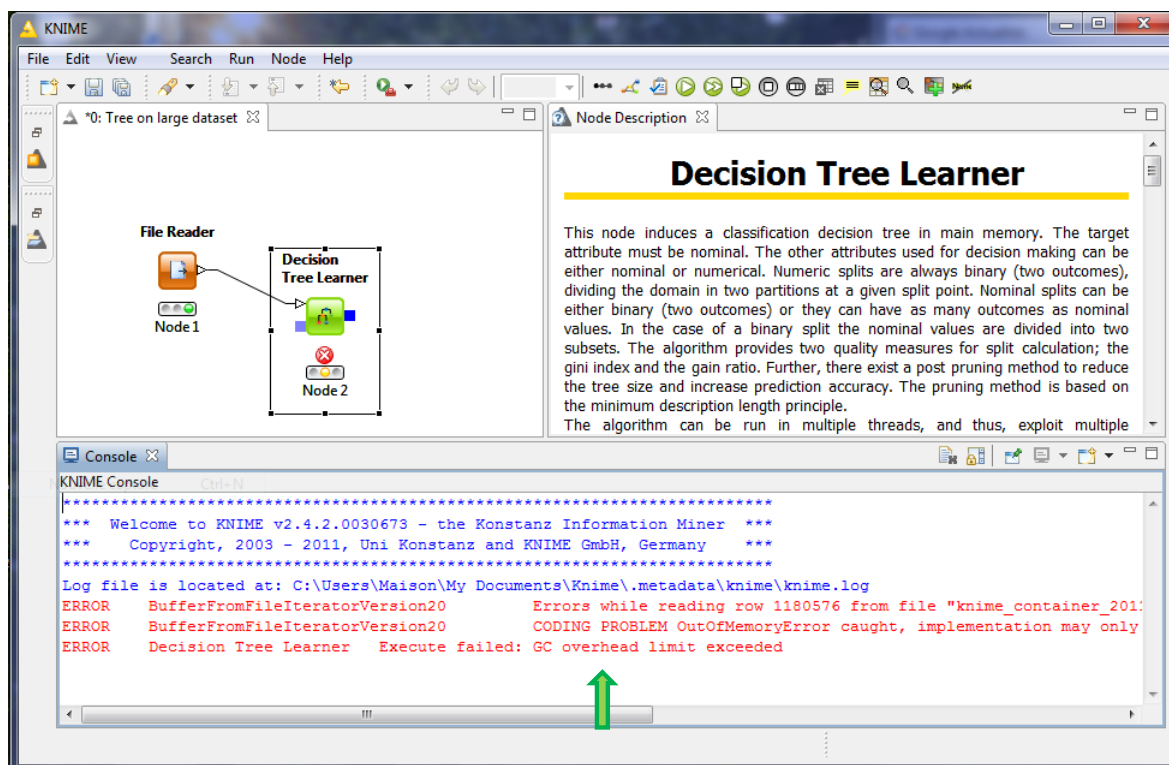 KNIME
File Edit View Search Run Node Help
*0: Tree on large dataset
Node Description
File Reader
Node 1
Decision
Tree Learner
Node 2
Decision Tree Learner
This node induces a classification decision tree in main memory. The target
attribute must be nominal. The other attributes used for decision making can be
either nominal or numerical. Numeric splits are always binary (two outcomes),
dividing the domain in two partitions at a given split point. Nominal splits can be
either binary (two outcomes) or they can have as many outcomes as nominal
values. In the case of a binary split the nominal values are divided into two
subsets. The algorithm provides two quality measures for split calculation; the
gini index and the gain ratio. Further, there exist a post pruning method to reduce
the tree size and increase prediction accuracy. The pruning method is based on
the minimum description length principle.
The algorithm can be run in multiple threads, and thus, exploit multiple
Console
KNIME Console
Ctrl+N
***************************************************************************
*** Welcome to KNIME v2.4.2.0030673 - the Konstanz Information Miner ***
*** Copyright, 2003 - 2011, Uni Konstanz and KNIME GmbH, Germany ***
***************************************************************************
Log file is located at: C:\Users\Maison\My Documents\Knime\.metadata\knime\knime.log
ERROR BufferFromFileIteratorVersion20 Errors while reading row 1180576 from file "knime_container_201
ERROR BufferFromFileIteratorVersion20 CODING PROBLEM OutOfMemoryError caught, implementation may only
ERROR Decision Tree Learner Execute failed: GC overhead limit exceeded